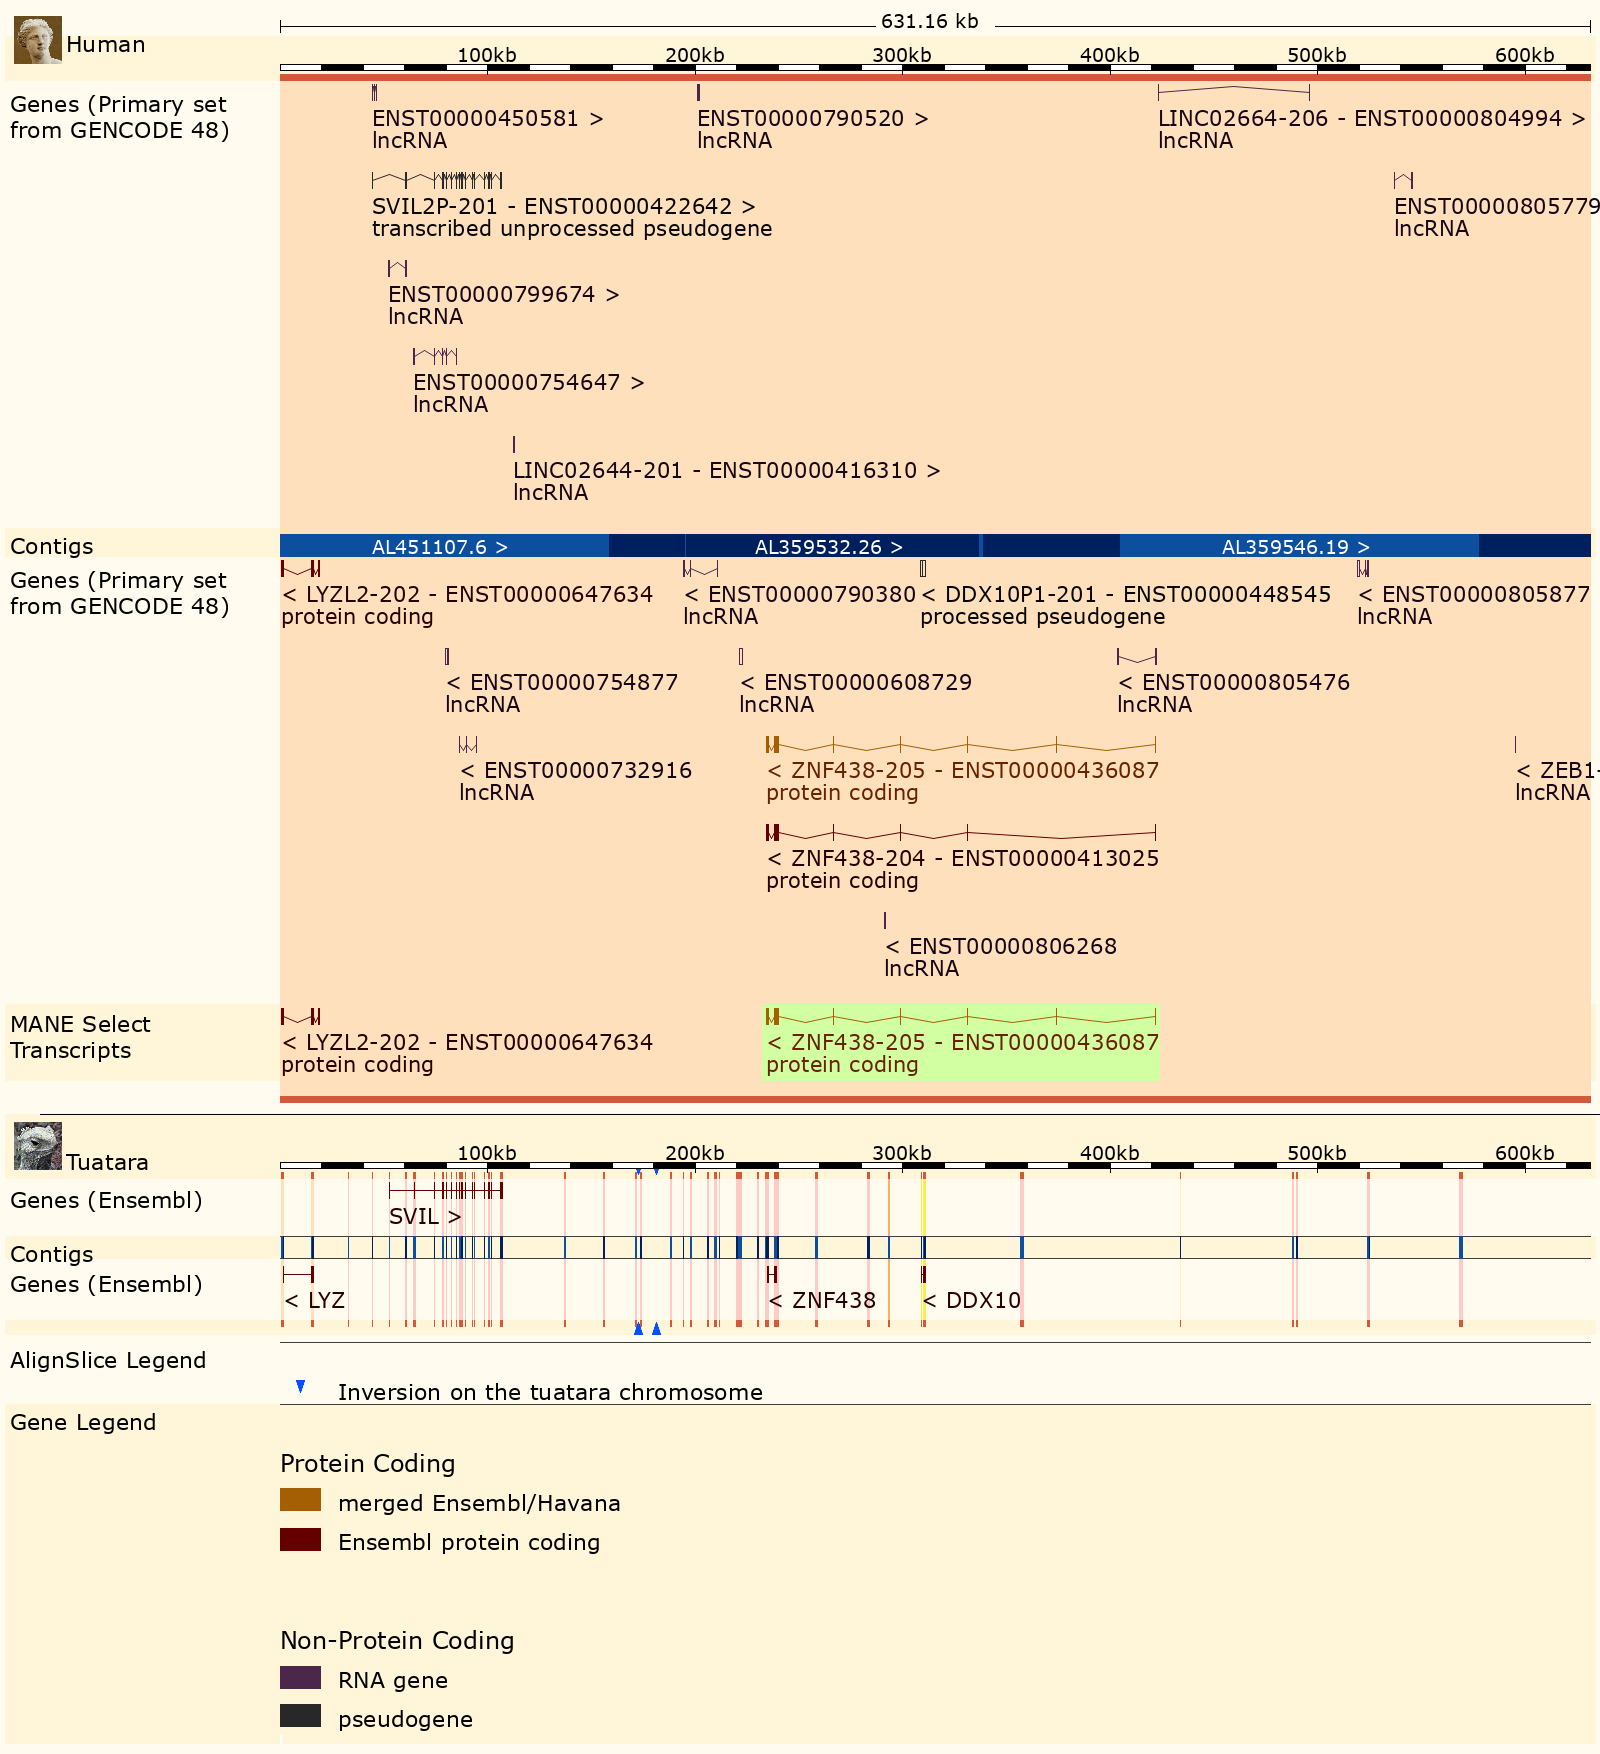 631.16 kb
Human
100kb 200kb 300kb 400kb 500kb 600kb
Genes (Primary set
from GENCODE 48)
ENST00000450581 > ENST00000790520 > LINC02664-206 - ENST00000804994 >
lncRNA lncRNA lncRNA
SVIL2P-201 - ENST00000422642 > ENST00000805779
transcribed unprocessed pseudogene lncRNA
ENST00000799674 >
lncRNA
ENST00000754647 >
lncRNA
LINC02644-201 - ENST00000416310 >
lncRNA
Contigs AL451107.6 > AL359532.26 > AL359546.19 >
Genes (Primary set
from GENCODE 48)
< LYZL2-202 - ENST00000647634 < ENST00000790380 < DDX10P1-201 - ENST00000448545 < ENST00000805877
protein coding lncRNA processed pseudogene lncRNA
< ENST00000754877 < ENST00000608729 < ENST00000805476
lncRNA lncRNA lncRNA
< ENST00000732916 < ZNF438-205 - ENST00000436087 < ZEB1-
lncRNA protein coding lncRNA
< ZNF438-204 - ENST00000413025
protein coding
< ENST00000806268
lncRNA
MANE Select
Transcripts
< LYZL2-202 - ENST00000647634 < ZNF438-205 - ENST00000436087
protein coding protein coding
Tuatara
100kb 200kb 300kb 400kb 500kb 600kb
Genes (Ensembl)
SVIL >
Contigs
Genes (Ensembl)
< LYZ < ZNF438 < DDX10
AlignSlice Legend
Inversion on the tuatara chromosome
Gene Legend
Protein Coding
merged Ensembl/Havana
Ensembl protein coding
Non-Protein Coding
RNA gene
pseudogene